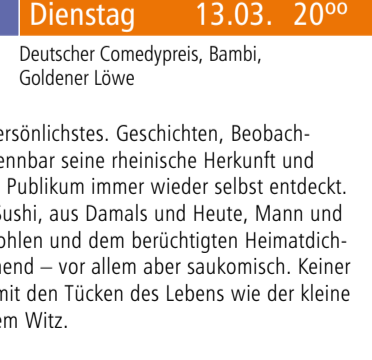 Dienstag 13.03. 20⁰⁰
Deutscher Comedypreis, Bambi,
Goldener Löwe
ersönlichstes. Geschichten, Beobach-
ennbar seine rheinische Herkunft und
Publikum immer wieder selbst entdeckt.
Sushi, aus Damals und Heute, Mann und
ohlen und dem berüchtigten Heimatdich-
hend – vor allem aber saukomisch. Keiner
mit den Tücken des Lebens wie der kleine
em Witz.